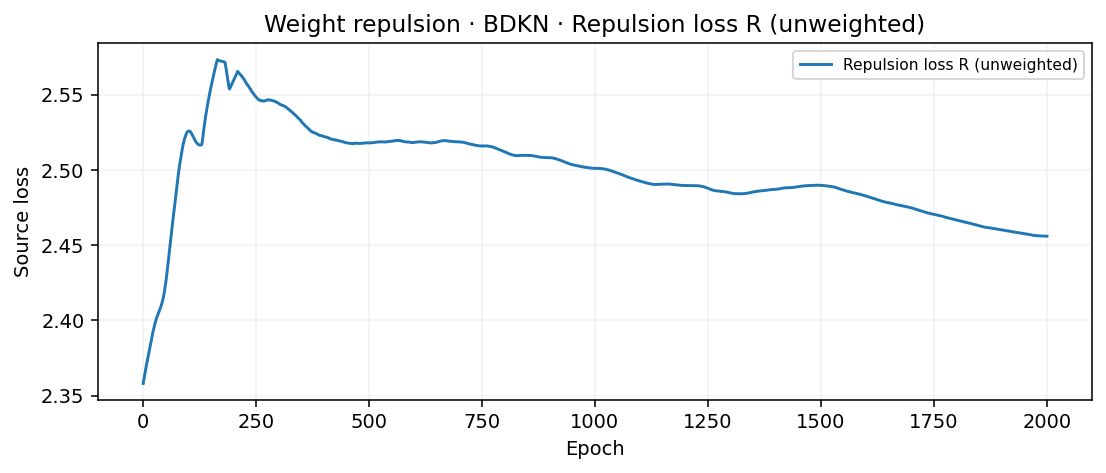 Weight repulsion · BDKN · Repulsion loss R (unweighted)
Repulsion loss R (unweighted)
Source loss
2.55
2.50
2.45
2.40
2.35
0 250 500 750 1000 1250 1500 1750 2000
Epoch